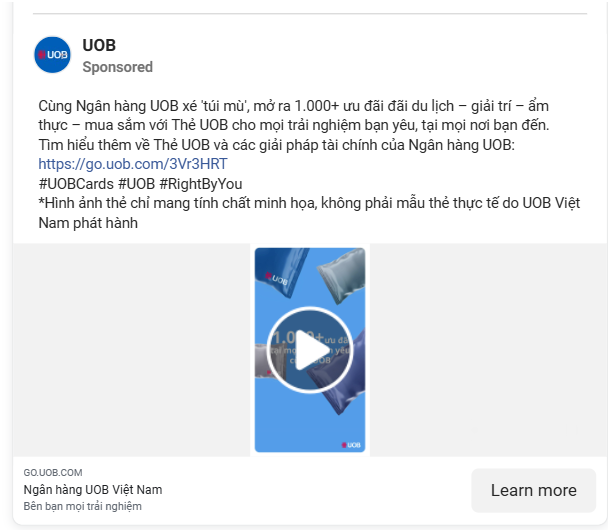 UOB
UOB
Sponsored
Cùng Ngân hàng UOB xé 'túi mù', mở ra 1.000+ ưu đãi đãi du lịch – giải trí – ẩm
thực – mua sắm với Thẻ UOB cho mọi trải nghiệm bạn yêu, tại mọi nơi bạn đến.
Tìm hiểu thêm về Thẻ UOB và các giải pháp tài chính của Ngân hàng UOB:
https://go.uob.com/3Vr3HRT
#UOBCards #UOB #RightByYou
*Hình ảnh thẻ chỉ mang tính chất minh họa, không phải mẫu thẻ thực tế do UOB Việt
Nam phát hành
UOB
ưu đã
tại mọ
yêu
UOB
GO.UOB.COM
Ngân hàng UOB Việt Nam
Bên bạn mọi trải nghiệm
Learn more